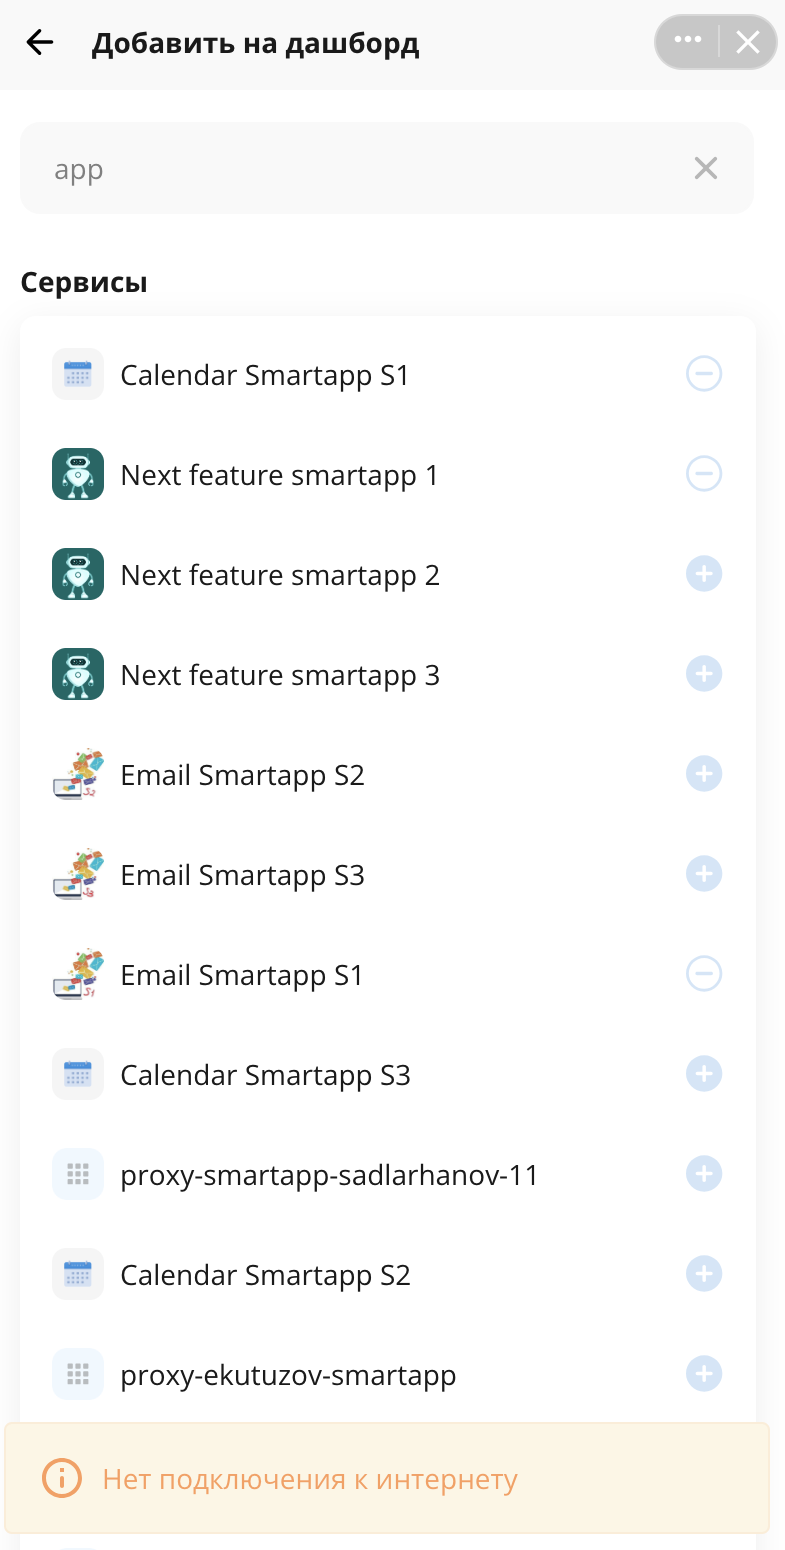 Добавить на дашборд
app
Сервисы
Calendar Smartapp S1
Next feature smartapp 1
Next feature smartapp 2
Next feature smartapp 3
Email Smartapp S2
Email Smartapp S3
Email Smartapp S1
Calendar Smartapp S3
proxy-smartapp-sadlarhanov-11
Calendar Smartapp S2
proxy-ekutuzov-smartapp
Нет подключения к интернету